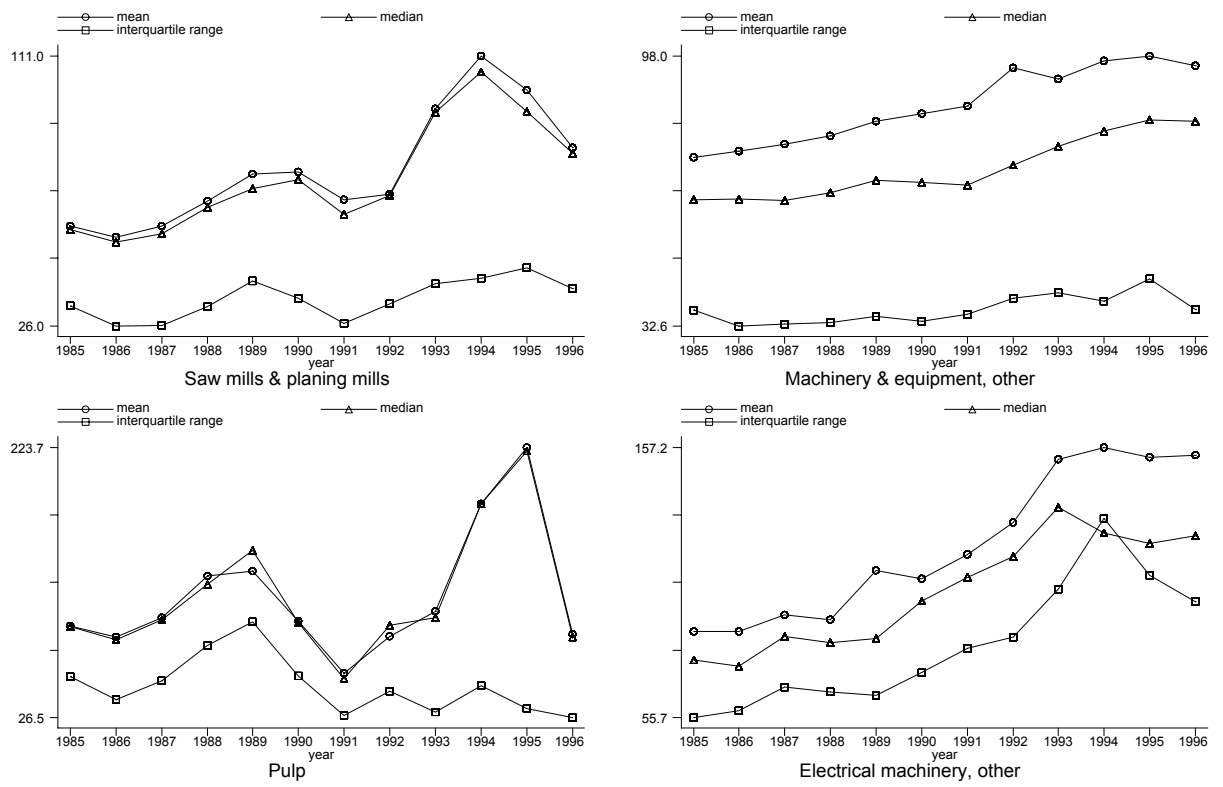 mean median
interquartile range
111.0
26.0
1985 1986 1987 1988 1989 1990 1991 1992 1993 1994 1995 1996
year
Saw mills & planing mills
mean median
interquartile range
98.0
32.6
1985 1986 1987 1988 1989 1990 1991 1992 1993 1994 1995 1996
year
Machinery & equipment, other
mean median
interquartile range
223.7
26.5
1985 1986 1987 1988 1989 1990 1991 1992 1993 1994 1995 1996
year
Pulp
mean median
interquartile range
157.2
55.7
1985 1986 1987 1988 1989 1990 1991 1992 1993 1994 1995 1996
year
Electrical machinery, other